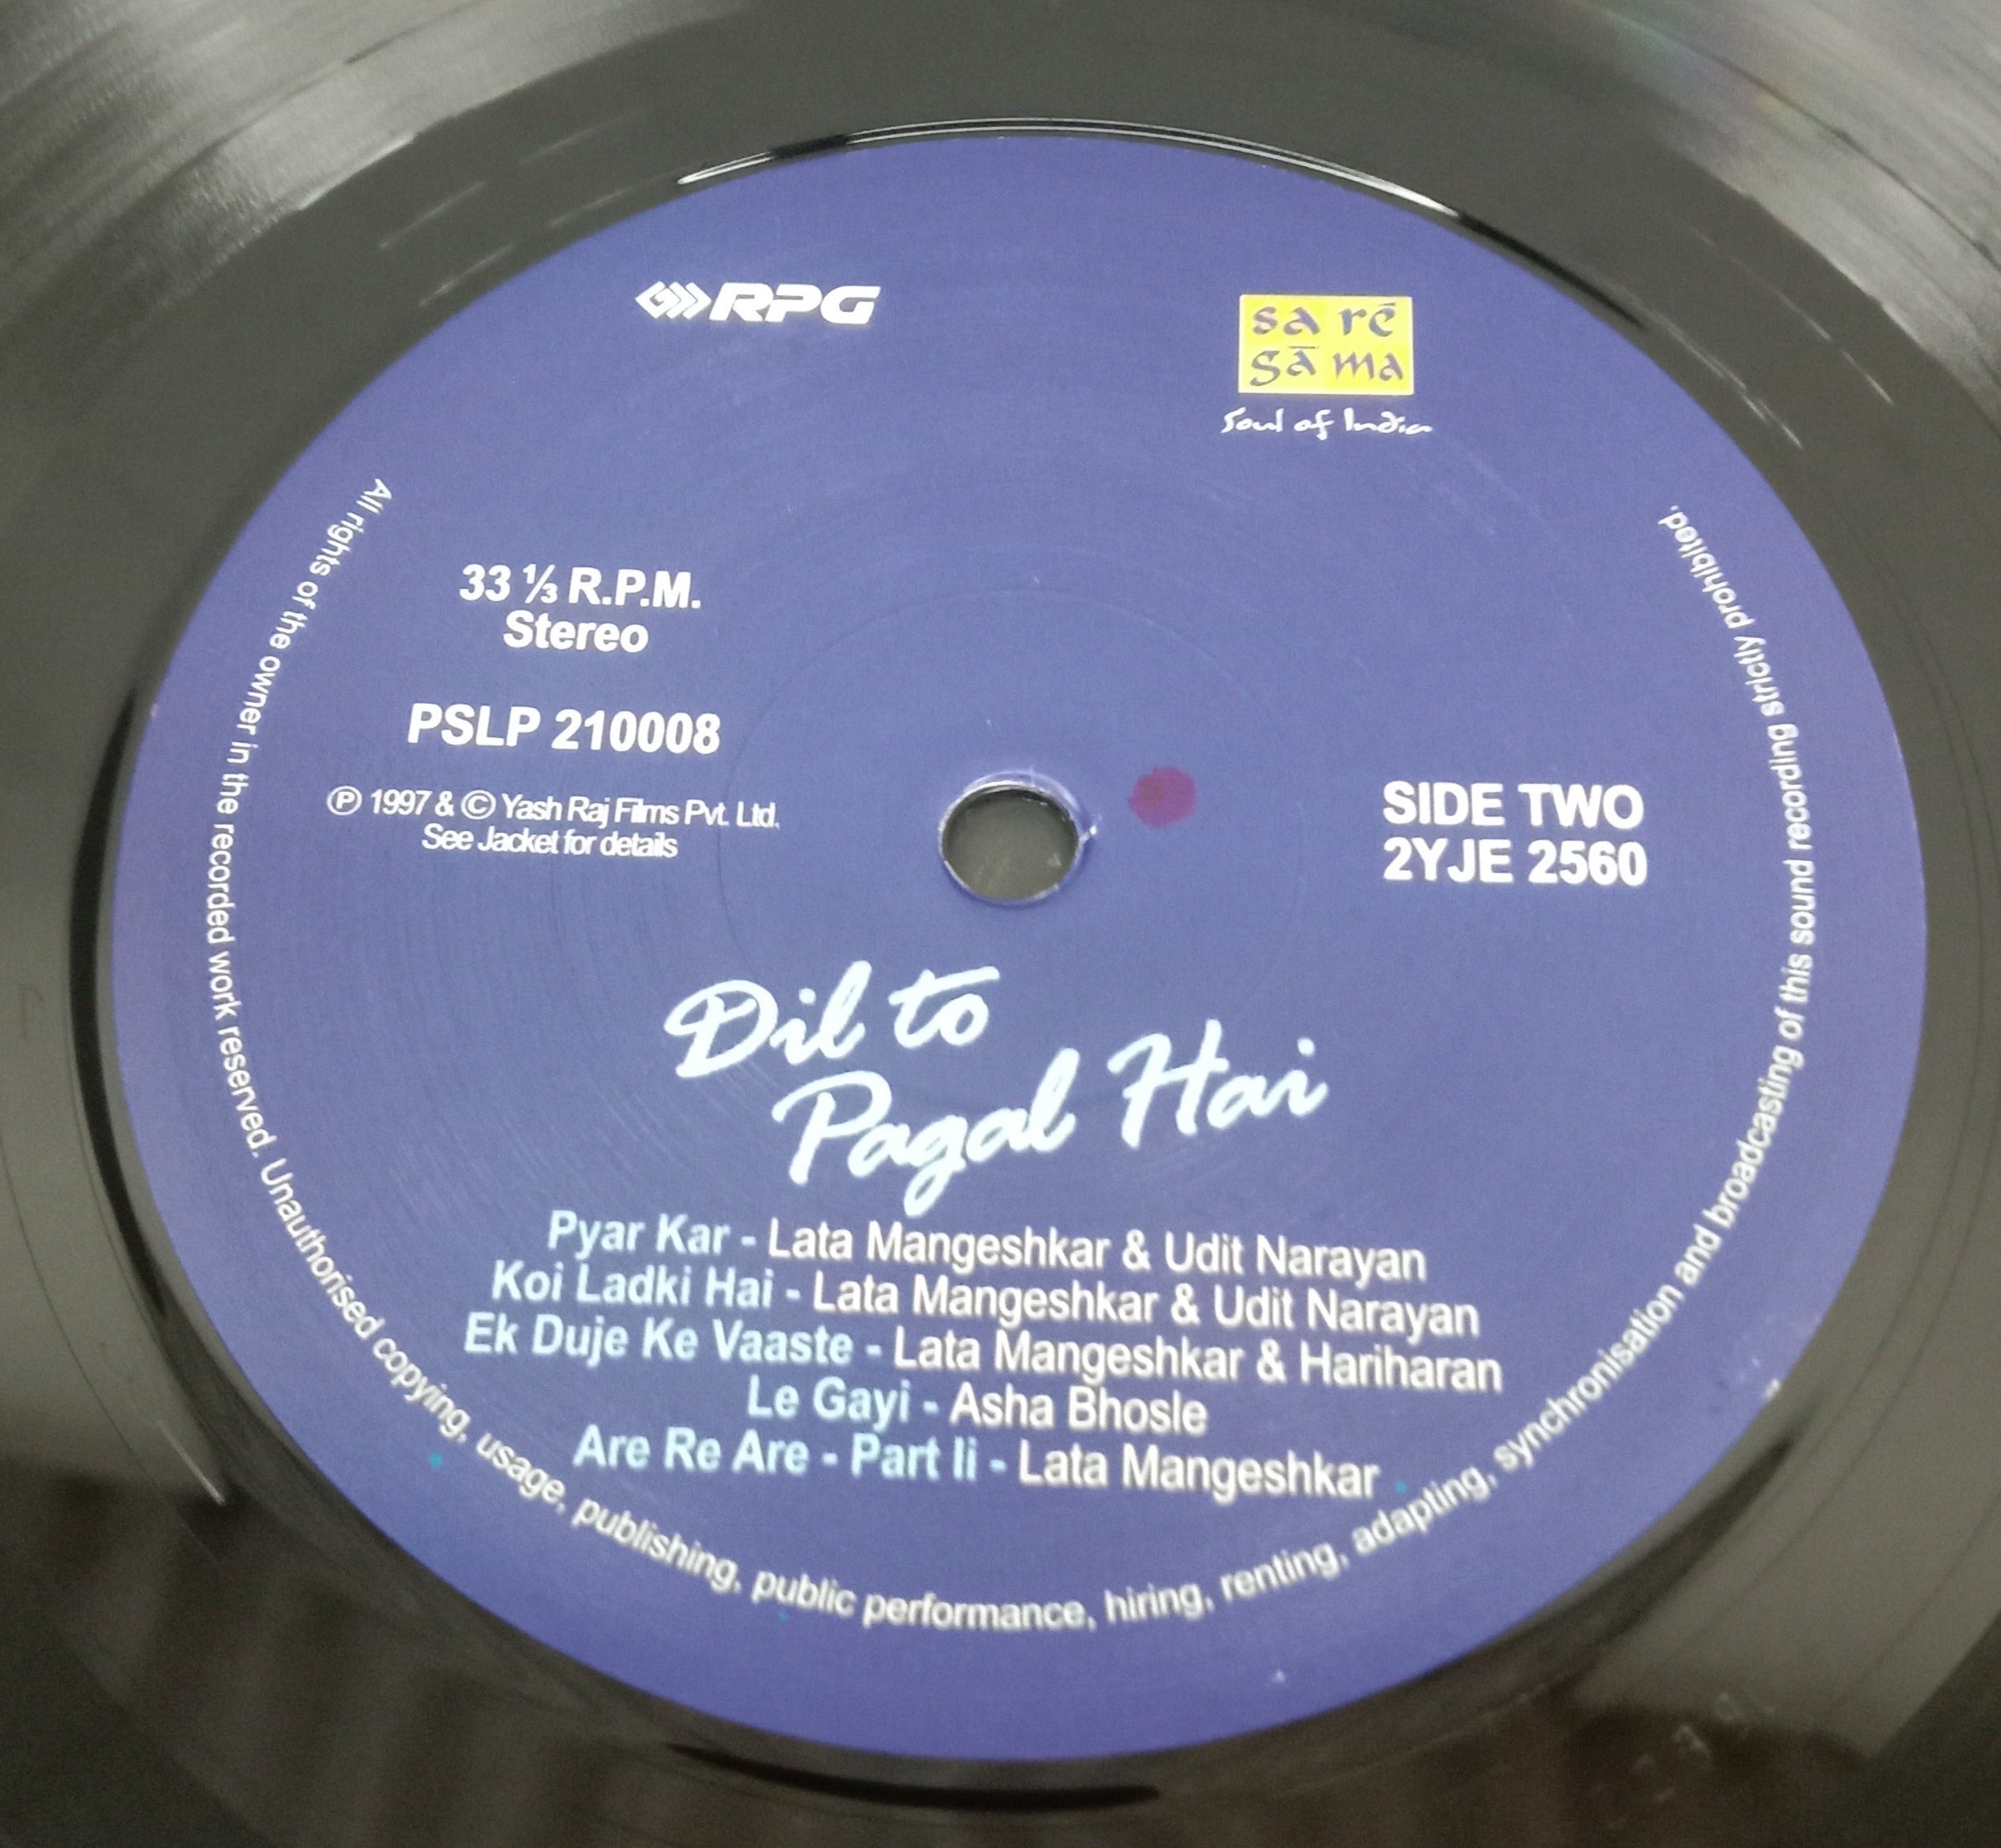 RPG
sa ré
gā ma
Soul of India
33 ⅓ R.P.M.
Stereo
PSLP 210008
℗ 1997 & © Yash Raj Films Pvt. Ltd.
See Jacket for details
SIDE TWO
2YJE 2560
Dil to
Pagal Hai
Pyar Kar - Lata Mangeshkar & Udit Narayan
Koi Ladki Hai - Lata Mangeshkar & Udit Narayan
Ek Duje Ke Vaaste - Lata Mangeshkar & Hariharan
Le Gayi - Asha Bhosle
Are Re Are - Part Ii - Lata Mangeshkar
All rights of the owner in the recorded work reserved. Unauthorised copying, usage, publishing, public performance, hiring, renting, adapting, synchronisation and broadcasting of this sound recording strictly prohibited.